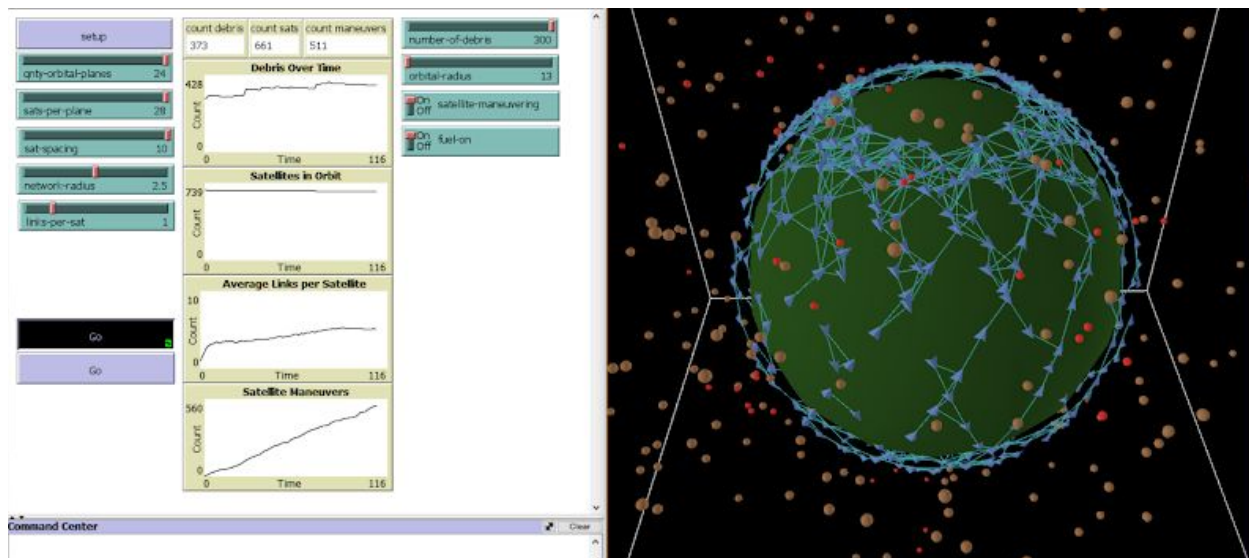 setup
qnty-orbital-planes 24
sats-per-plane 28
sat-spacing 10
network-radius 2.5
links-per-sat 1
Go
Go
count debris count sats count maneuvers
373 661 511
Debris Over Time
428
Count
0
0 Time 116
Satellites in Orbit
739
Count
0
0 Time 116
Average Links per Satellite
10
Count
0
0 Time 116
Satellite Maneuvers
560
Count
0
0 Time 116
number-of-debris 300
orbital-radius 13
On
Off satellite-maneuvering
On
Off fuel-on
Command Center Clear